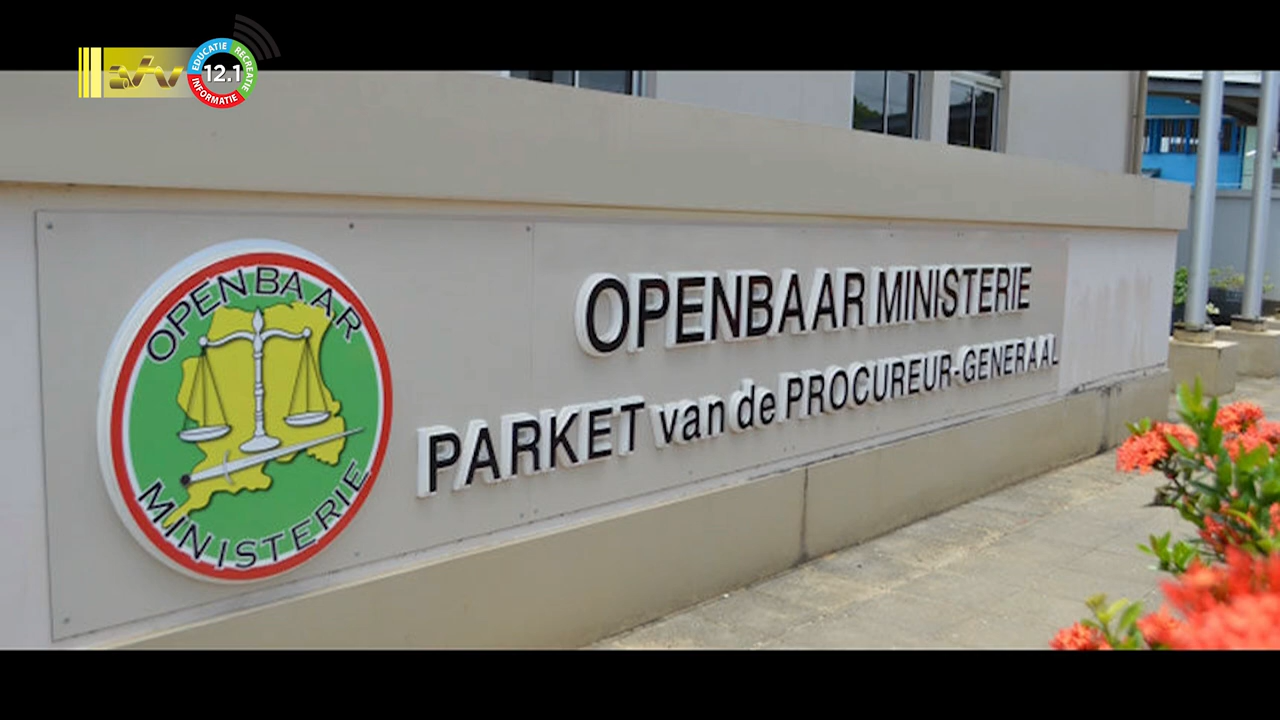 EDUCATIE
RECREATIE
12.1
INFORMATIE
OPENBAAR
MINISTERIE
OPENBAAR MINISTERIE
PARKET van de PROCUREUR-GENERAAL